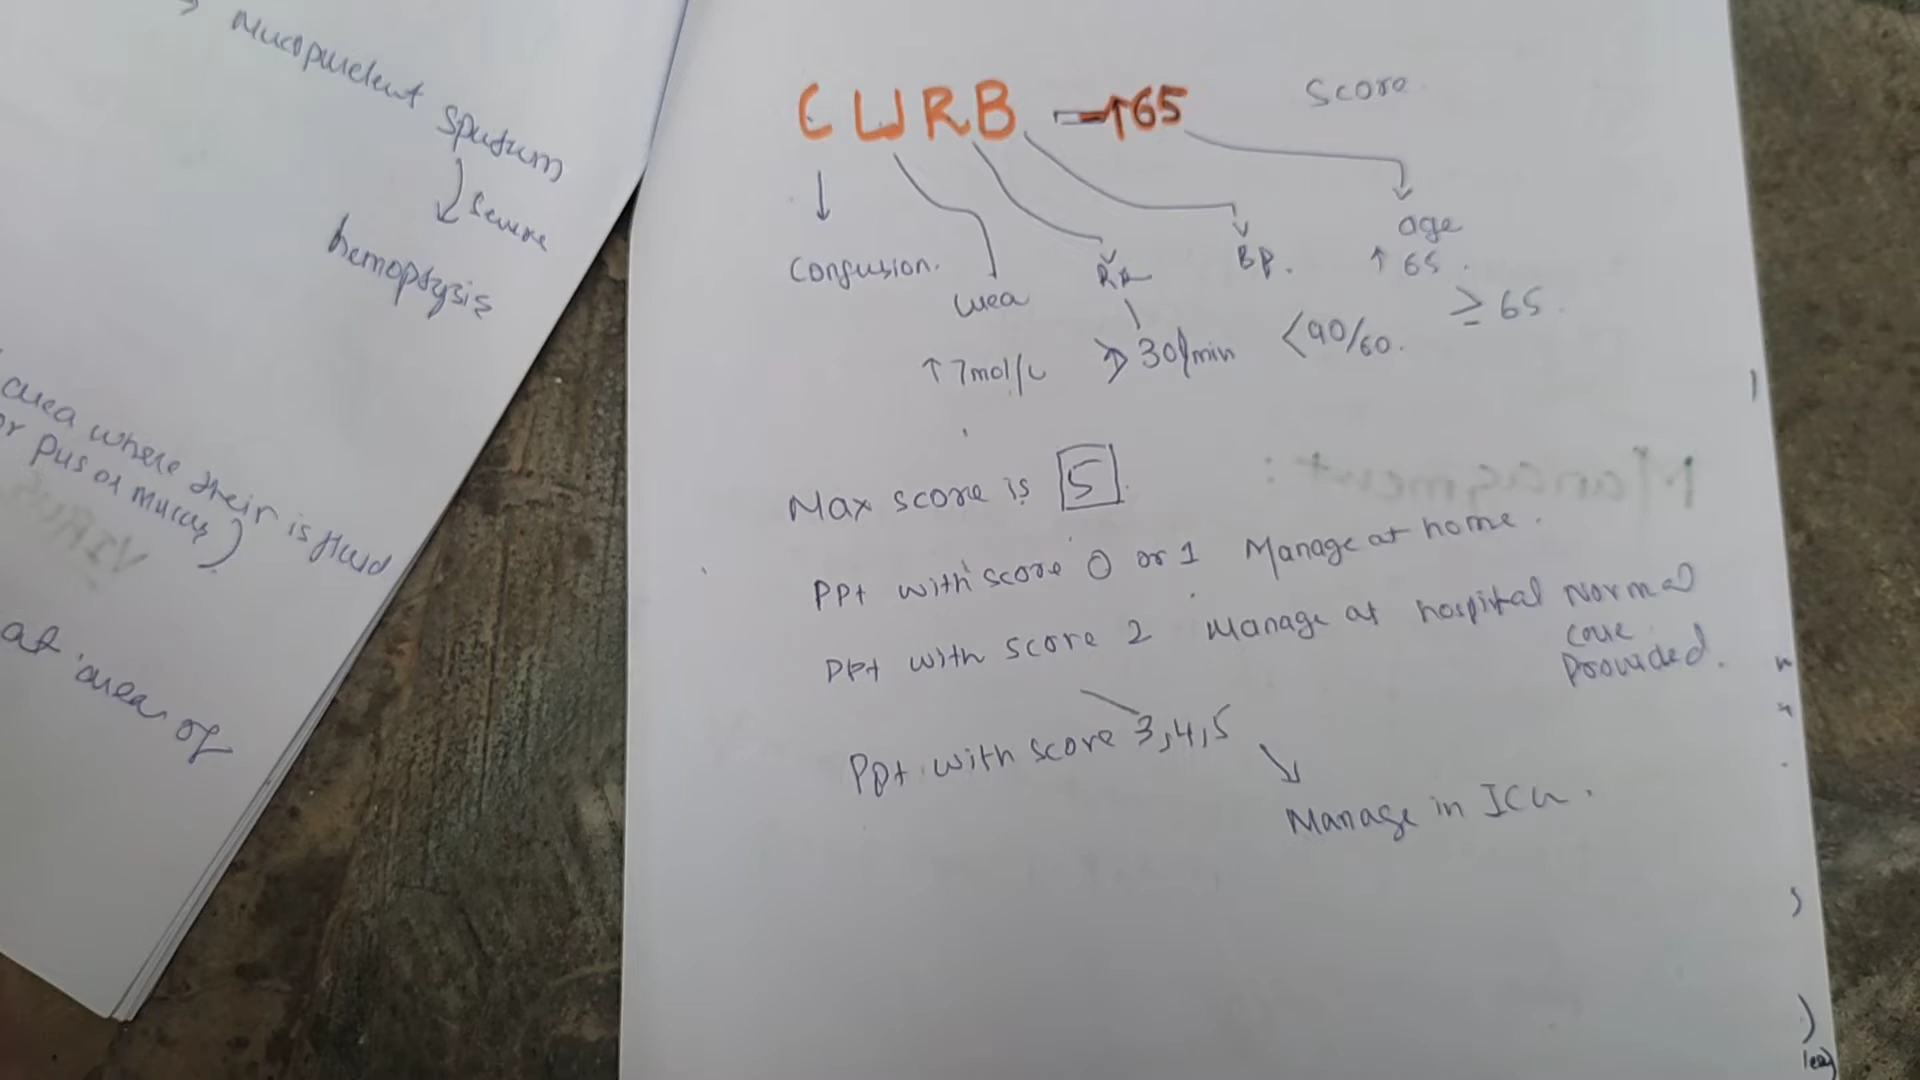 Mucopurulent sputum
severe
hemoptysis
area where their is fluid
or pus or mucus)
at area of
CURB - ↑65 Score
Confusion.
urea
RR
BP.
age
↑ 65.
↑ 7mol/L
≥ 30/min
<90/60.
≥ 65.
Max score is 5.
PPt with score 0 or 1 Manage at home.
PPt with score 2 Manage at hospital Normal
care
Provided.
PPt with score 3,4,5
Manage in ICU.
Managment:
VIRUS